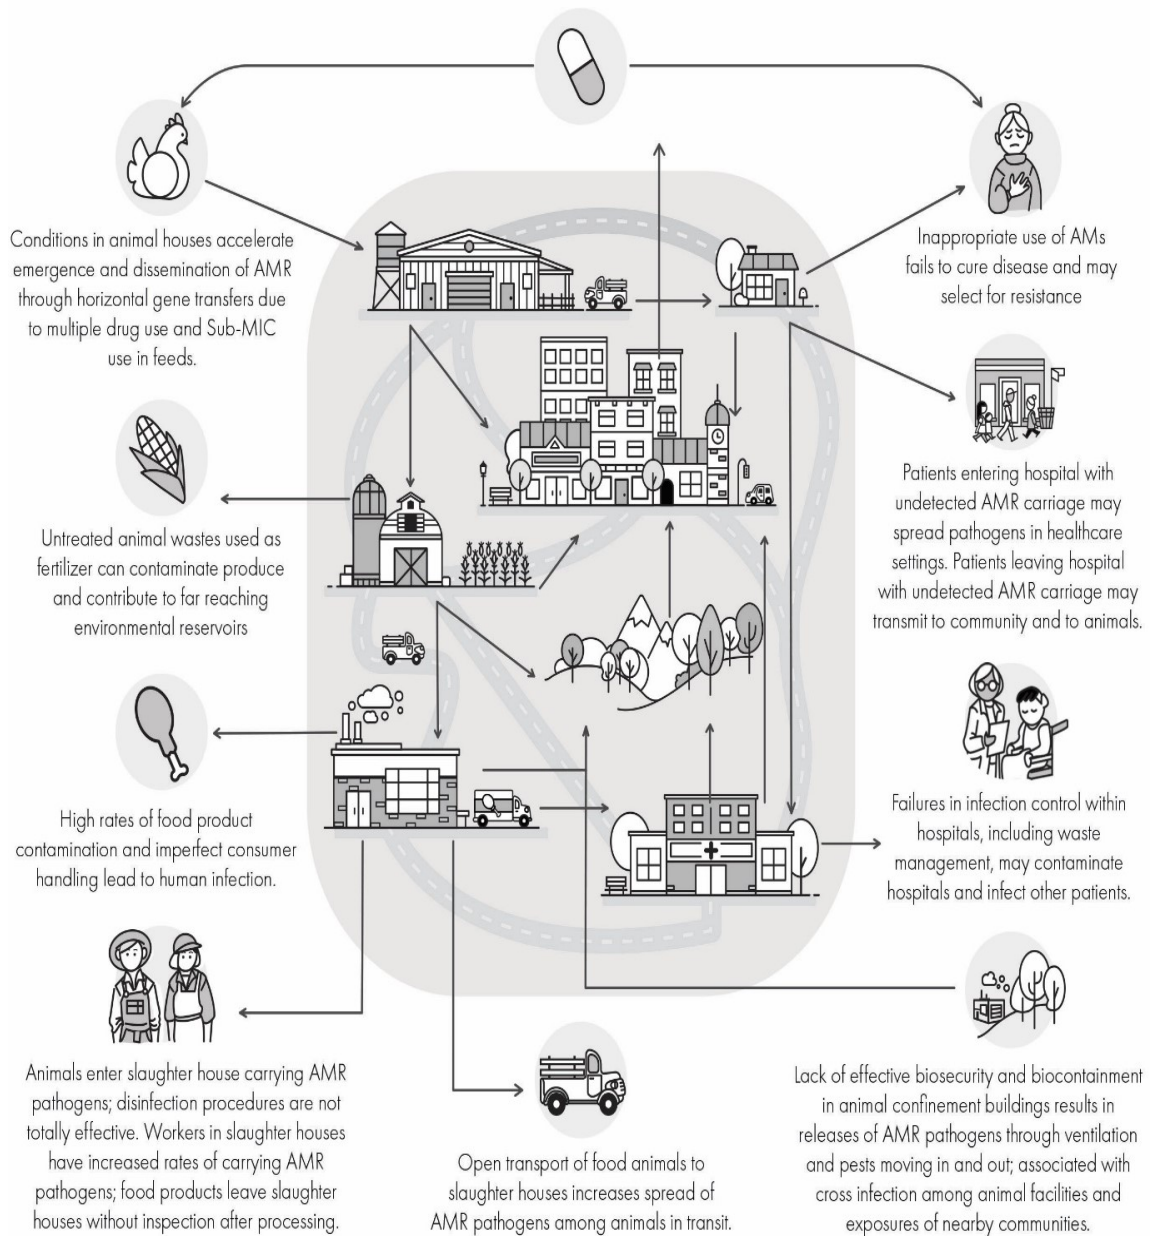 Conditions in animal houses accelerate
emergence and dissemination of AMR
through horizontal gene transfers due
to multiple drug use and Sub-MIC
use in feeds.
Inappropriate use of AMs
fails to cure disease and may
select for resistance
Untreated animal wastes used as
fertilizer can contaminate produce
and contribute to far reaching
environmental reservoirs
Patients entering hospital with
undetected AMR carriage may
spread pathogens in healthcare
settings. Patients leaving hospital
with undetected AMR carriage may
transmit to community and to animals.
High rates of food product
contamination and imperfect consumer
handling lead to human infection.
Failures in infection control within
hospitals, including waste
management, may contaminate
hospitals and infect other patients.
Animals enter slaughter house carrying AMR
pathogens; disinfection procedures are not
totally effective. Workers in slaughter houses
have increased rates of carrying AMR
pathogens; food products leave slaughter
houses without inspection after processing.
Open transport of food animals to
slaughter houses increases spread of
AMR pathogens among animals in transit.
Lack of effective biosecurity and biocontainment
in animal confinement buildings results in
releases of AMR pathogens through ventilation
and pests moving in and out; associated with
cross infection among animal facilities and
exposures of nearby communities.